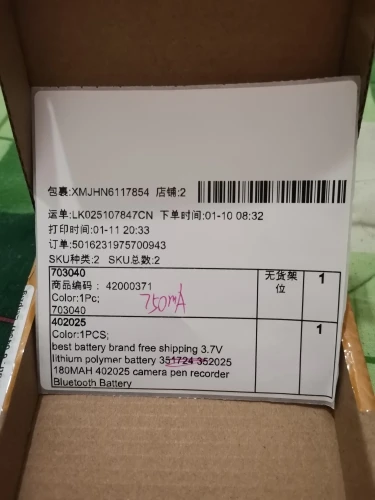 包裹:XMJHN6117854 店铺:2
运单:LK025107847CN 下单时间:01-10 08:32
打印时间:01-11 20:33
订单:5016231975700943
SKU种类:2 SKU总数:2
703040 无货架位 1
商品编码： 42000371
Color:1Pc;
703040
750mA
402025 1
Color:1PCS;
best battery brand free shipping 3.7V
lithium polymer battery 351724 352025
180MAH 402025 camera pen recorder
Bluetooth Battery